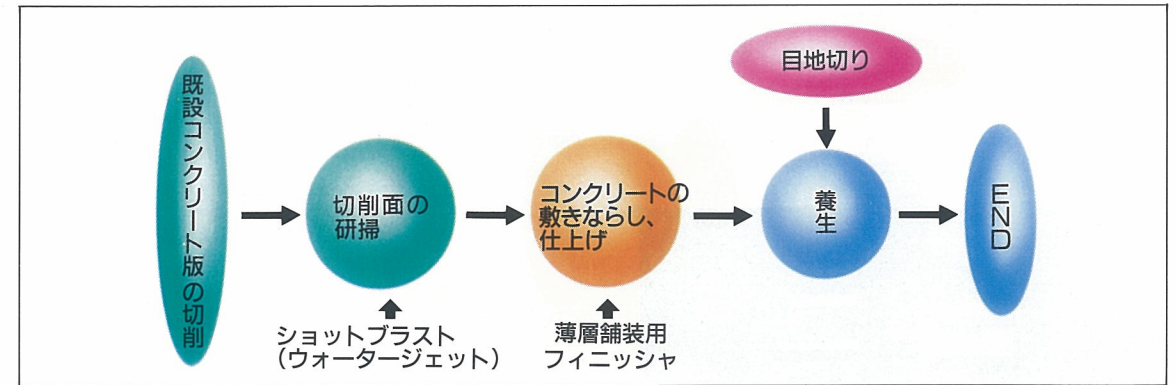 既設コンクリート版の切削
切削面の
研掃
ショットブラスト
（ウォータージェット）
コンクリートの
敷きならし、
仕上げ
薄層舗装用
フィニッシャ
目地切り
養生
END